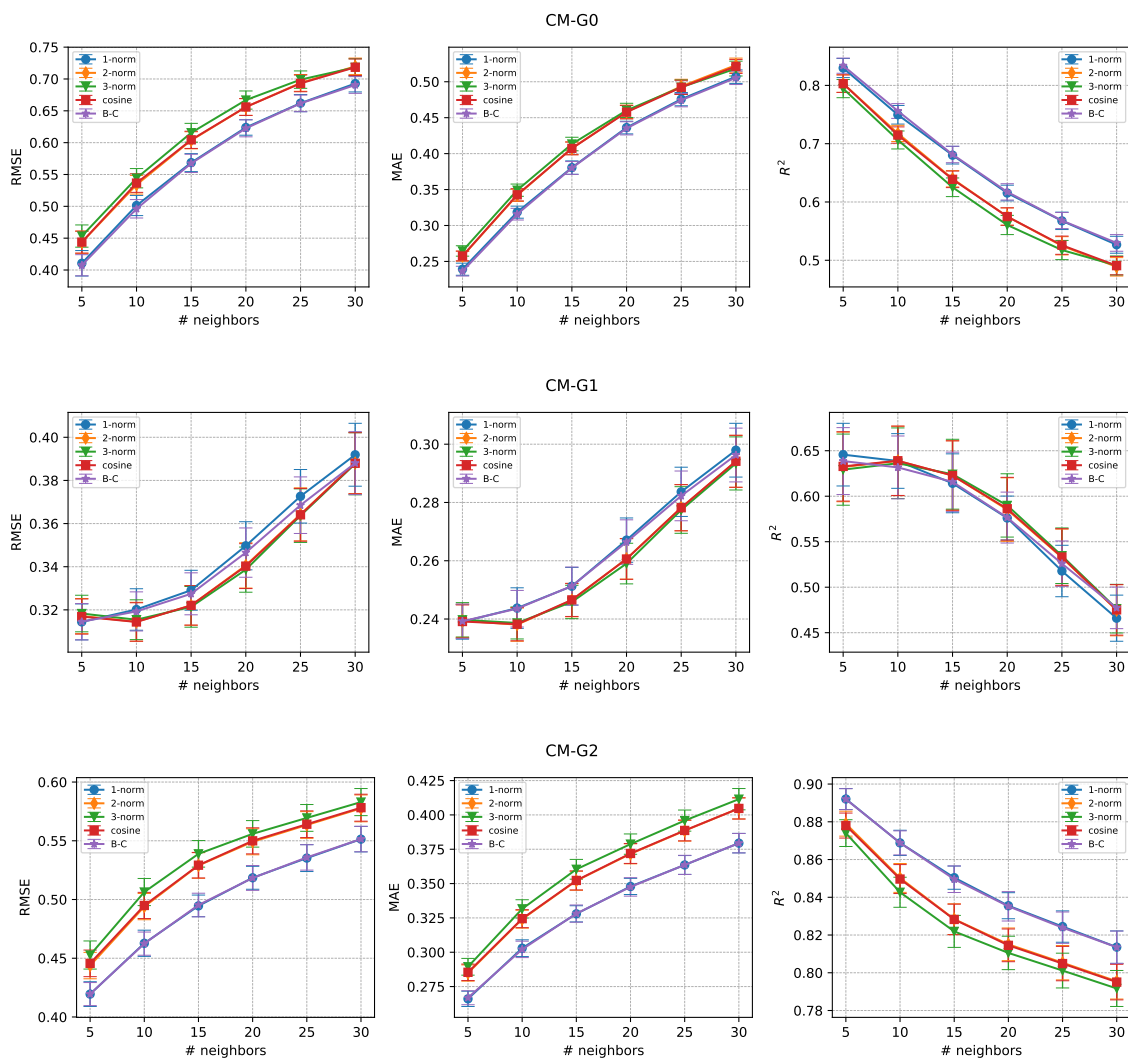 CM-G0
0.75
0.70
0.65
0.60
0.55
0.50
0.45
0.40
RMSE
5 10 15 20 25 30
# neighbors
1-norm
2-norm
3-norm
cosine
B-C
0.50
0.45
0.40
0.35
0.30
0.25
MAE
5 10 15 20 25 30
# neighbors
1-norm
2-norm
3-norm
cosine
B-C
0.8
0.7
0.6
0.5
R²
5 10 15 20 25 30
# neighbors
1-norm
2-norm
3-norm
cosine
B-C
CM-G1
0.40
0.38
0.36
0.34
0.32
RMSE
5 10 15 20 25 30
# neighbors
1-norm
2-norm
3-norm
cosine
B-C
0.30
0.28
0.26
0.24
MAE
5 10 15 20 25 30
# neighbors
1-norm
2-norm
3-norm
cosine
B-C
0.65
0.60
0.55
0.50
0.45
R²
5 10 15 20 25 30
# neighbors
1-norm
2-norm
3-norm
cosine
B-C
CM-G2
0.60
0.55
0.50
0.45
0.40
RMSE
5 10 15 20 25 30
# neighbors
1-norm
2-norm
3-norm
cosine
B-C
0.425
0.400
0.375
0.350
0.325
0.300
0.275
MAE
5 10 15 20 25 30
# neighbors
1-norm
2-norm
3-norm
cosine
B-C
0.90
0.88
0.86
0.84
0.82
0.80
0.78
R²
5 10 15 20 25 30
# neighbors
1-norm
2-norm
3-norm
cosine
B-C